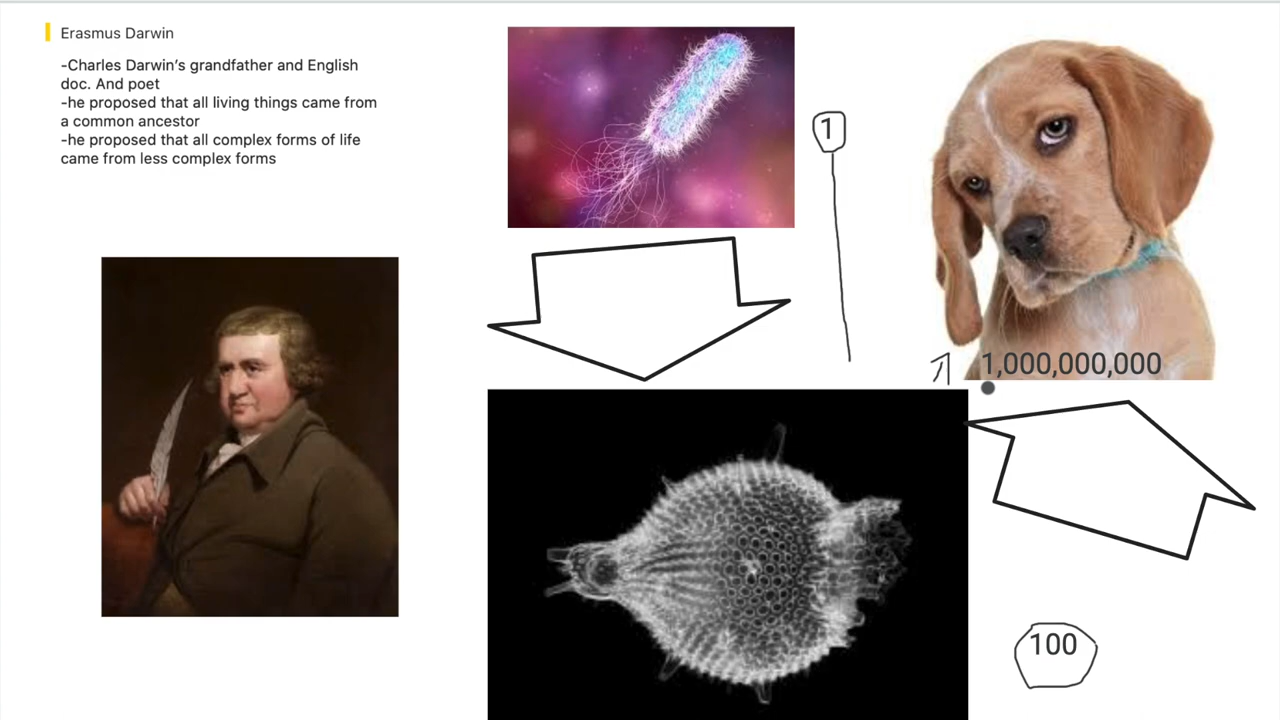 Erasmus Darwin
-Charles Darwin's grandfather and English
doc. And poet
-he proposed that all living things came from
a common ancestor
-he proposed that all complex forms of life
came from less complex forms
1
1,000,000,000
100